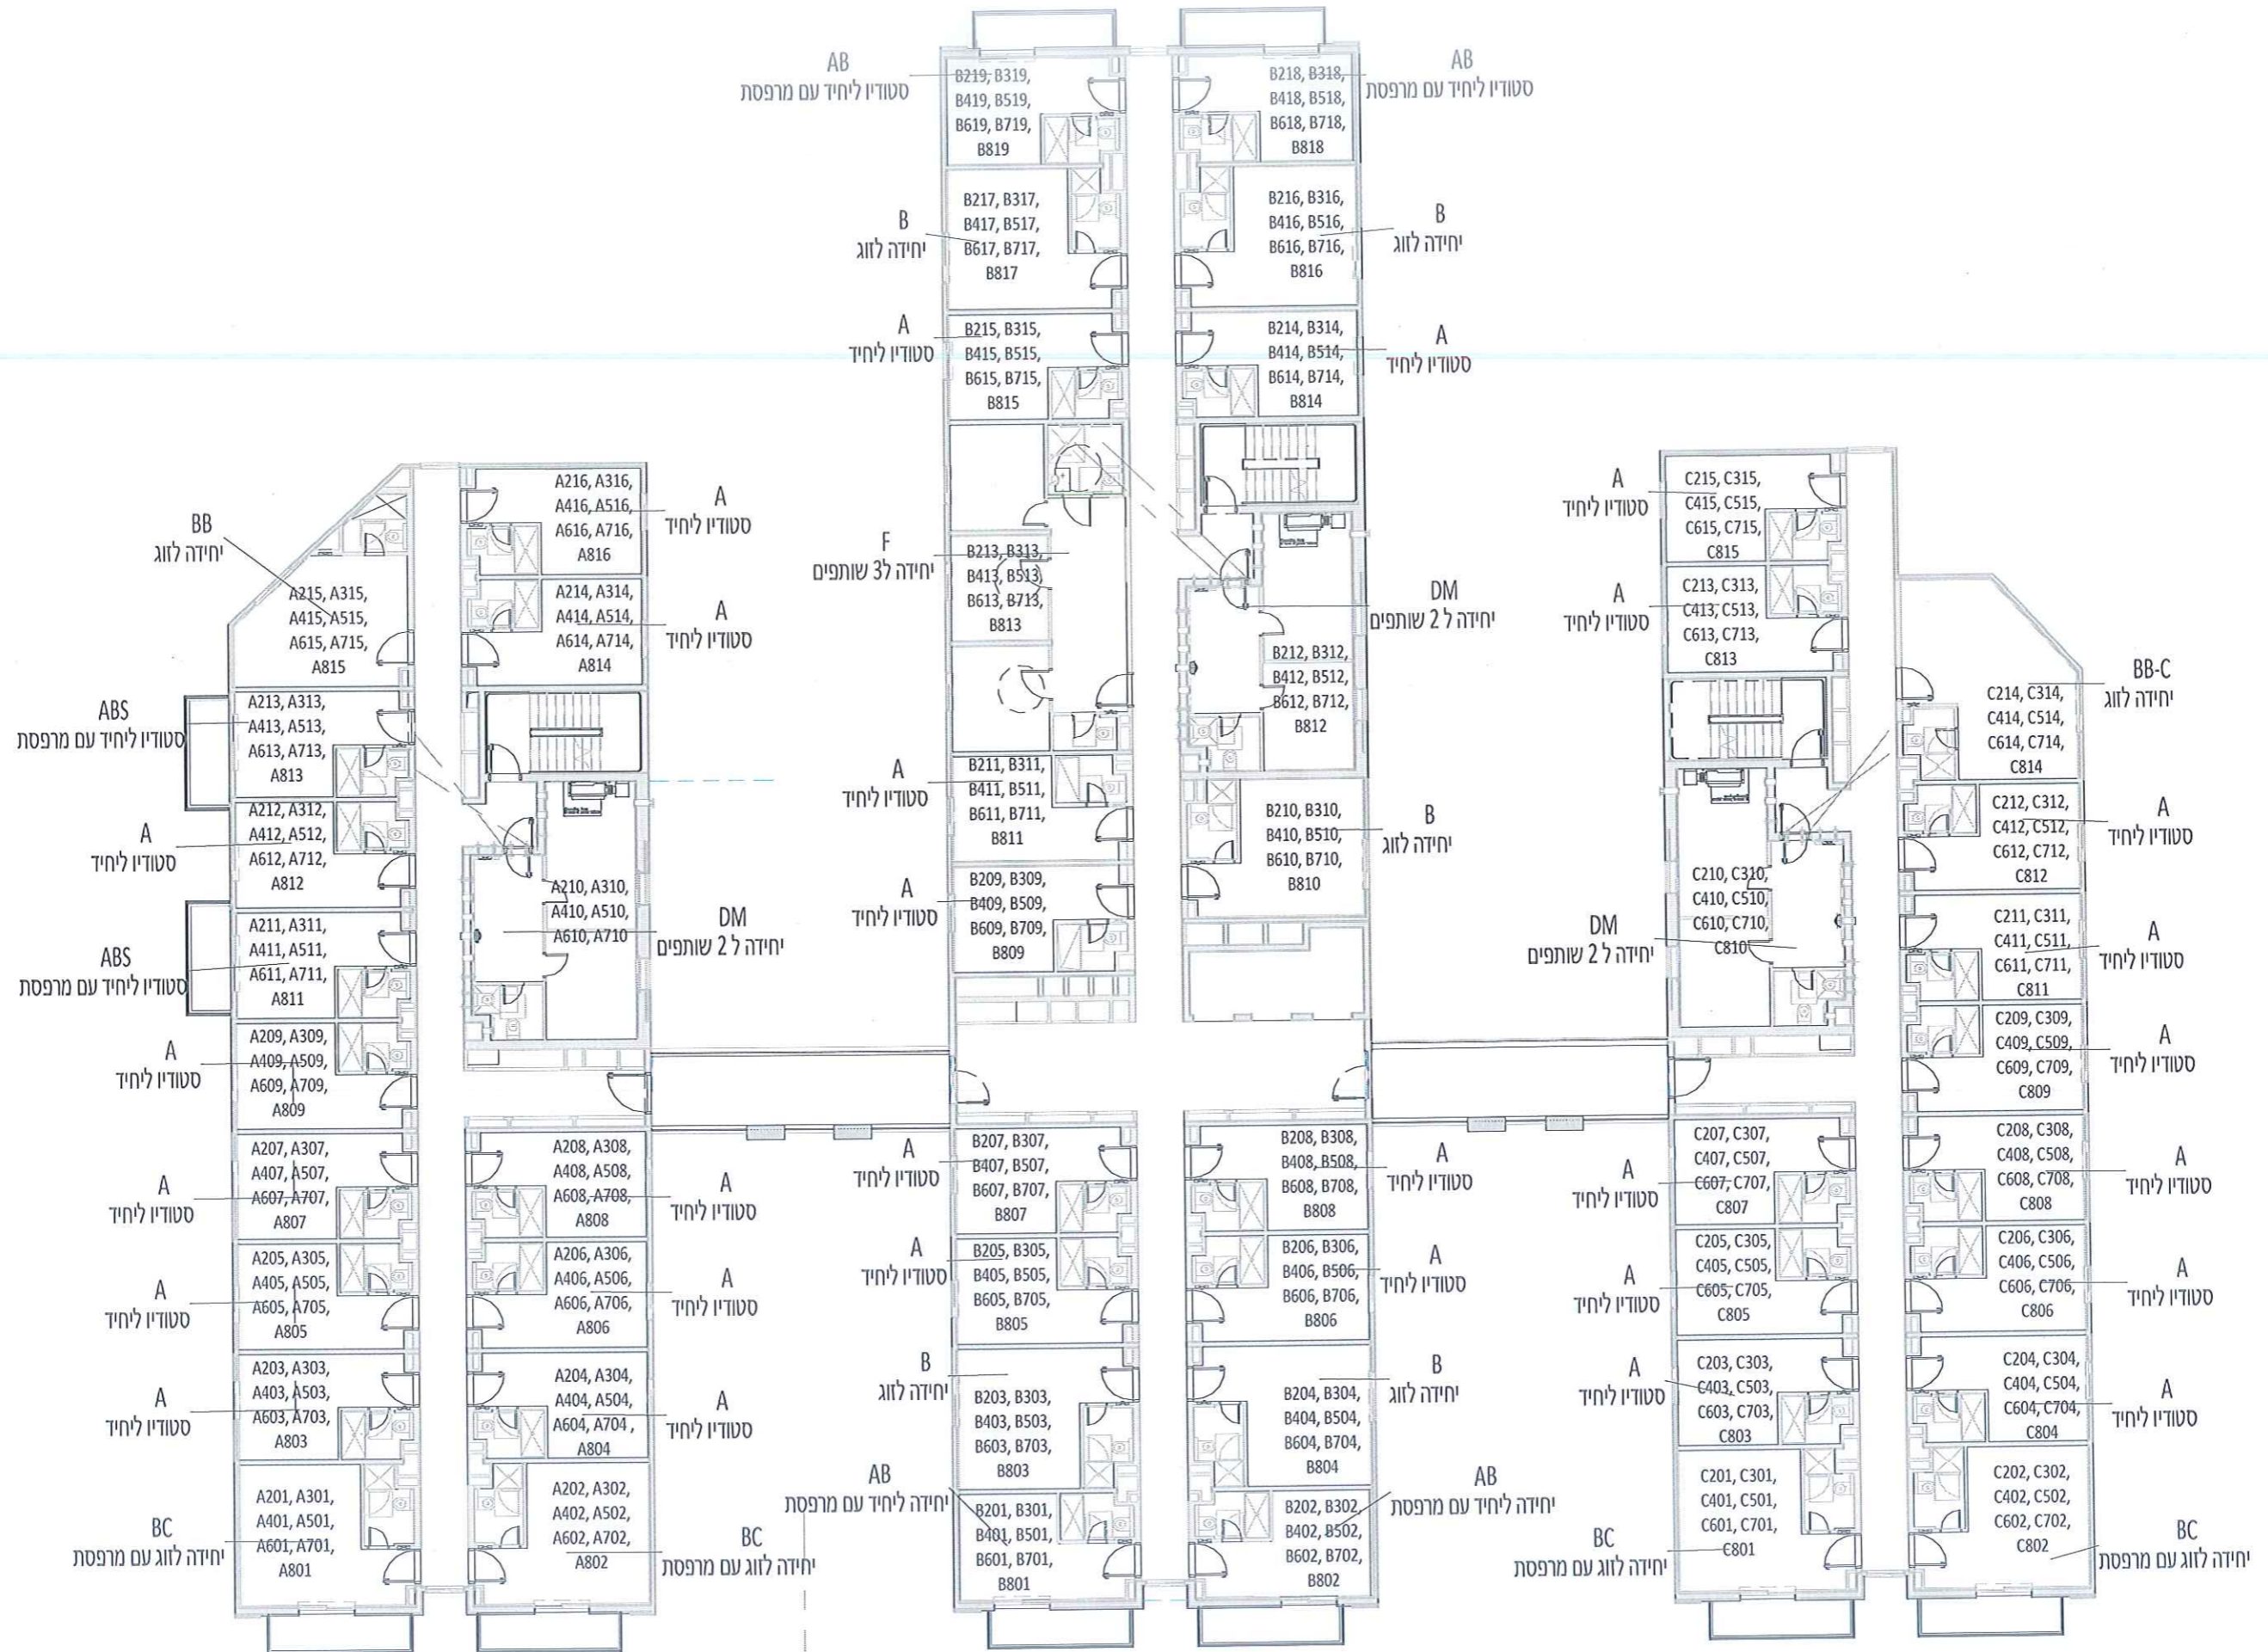 AB
סטודיו ליחיד עם מרפסת
B219, B319,
B419, B519,
B619, B719,
B819
B218, B318,
B418, B518,
B618, B718,
B818
AB
סטודיו ליחיד עם מרפסת
B
יחידה לזוג
B217, B317,
B417, B517,
B617, B717,
B817
B216, B316,
B416, B516,
B616, B716,
B816
B
יחידה לזוג
A
סטודיו ליחיד
B215, B315,
B415, B515,
B615, B715,
B815
B214, B314,
B414, B514,
B614, B714,
B814
A
סטודיו ליחיד
F
יחידה ל3 שותפים
B213, B313,
B413, B513,
B613, B713,
B813
B212, B312,
B412, B512,
B612, B712,
B812
DM
יחידה ל 2 שותפים
A
סטודיו ליחיד
B211, B311,
B411, B511,
B611, B711,
B811
B210, B310,
B410, B510,
B610, B710,
B810
B
יחידה לזוג
A
סטודיו ליחיד
B209, B309,
B409, B509,
B609, B709,
B809
A
סטודיו ליחיד
B207, B307,
B407, B507,
B607, B707,
B807
B208, B308,
B408, B508,
B608, B708,
B808
A
סטודיו ליחיד
A
סטודיו ליחיד
B205, B305,
B405, B505,
B605, B705,
B805
B206, B306,
B406, B506,
B606, B706,
B806
A
סטודיו ליחיד
B
יחידה לזוג
B203, B303,
B403, B503,
B603, B703,
B803
B204, B304,
B404, B504,
B604, B704,
B804
B
יחידה לזוג
AB
יחידה ליחיד עם מרפסת
B201, B301,
B401, B501,
B601, B701,
B801
B202, B302,
B402, B502,
B602, B702,
B802
AB
יחידה ליחיד עם מרפסת
BB
יחידה לזוג
A215, A315,
A415, A515,
A615, A715,
A815
A216, A316,
A416, A516,
A616, A716,
A816
A
סטודיו ליחיד
A214, A314,
A414, A514,
A614, A714,
A814
A
סטודיו ליחיד
ABS
סטודיו ליחיד עם מרפסת
A213, A313,
A413, A513,
A613, A713,
A813
A
סטודיו ליחיד
A212, A312,
A412, A512,
A612, A712,
A812
ABS
סטודיו ליחיד עם מרפסת
A211, A311,
A411, A511,
A611, A711,
A811
A210, A310,
A410, A510,
A610, A710
DM
יחידה ל 2 שותפים
A
סטודיו ליחיד
A209, A309,
A409, A509,
A609, A709,
A809
A
סטודיו ליחיד
A207, A307,
A407, A507,
A607, A707,
A807
A208, A308,
A408, A508,
A608, A708,
A808
A
סטודיו ליחיד
A
סטודיו ליחיד
A205, A305,
A405, A505,
A605, A705,
A805
A206, A306,
A406, A506,
A606, A706,
A806
A
סטודיו ליחיד
A
סטודיו ליחיד
A203, A303,
A403, A503,
A603, A703,
A803
A204, A304,
A404, A504,
A604, A704 ,
A804
A
סטודיו ליחיד
BC
יחידה לזוג עם מרפסת
A201, A301,
A401, A501,
A601, A701,
A801
A202, A302,
A402, A502,
A602, A702,
A802
BC
יחידה לזוג עם מרפסת
A
סטודיו ליחיד
C215, C315,
C415, C515,
C615, C715,
C815
A
סטודיו ליחיד
C213, C313,
C413, C513,
C613, C713,
C813
C214, C314,
C414, C514,
C614, C714,
C814
BB-C
יחידה לזוג
C212, C312,
C412, C512,
C612, C712,
C812
A
סטודיו ליחיד
DM
יחידה ל 2 שותפים
C210, C310,
C410, C510,
C610, C710,
C810
C211, C311,
C411, C511,
C611, C711,
C811
A
סטודיו ליחיד
C209, C309,
C409, C509,
C609, C709,
C809
A
סטודיו ליחיד
A
סטודיו ליחיד
C207, C307,
C407, C507,
C607, C707,
C807
C208, C308,
C408, C508,
C608, C708,
C808
A
סטודיו ליחיד
A
סטודיו ליחיד
C205, C305,
C405, C505,
C605, C705,
C805
C206, C306,
C406, C506,
C606, C706,
C806
A
סטודיו ליחיד
A
סטודיו ליחיד
C203, C303,
C403, C503,
C603, C703,
C803
C204, C304,
C404, C504,
C604, C704,
C804
A
סטודיו ליחיד
BC
יחידה לזוג עם מרפסת
C201, C301,
C401, C501,
C601, C701,
C801
C202, C302,
C402, C502,
C602, C702,
C802
BC
יחידה לזוג עם מרפסת